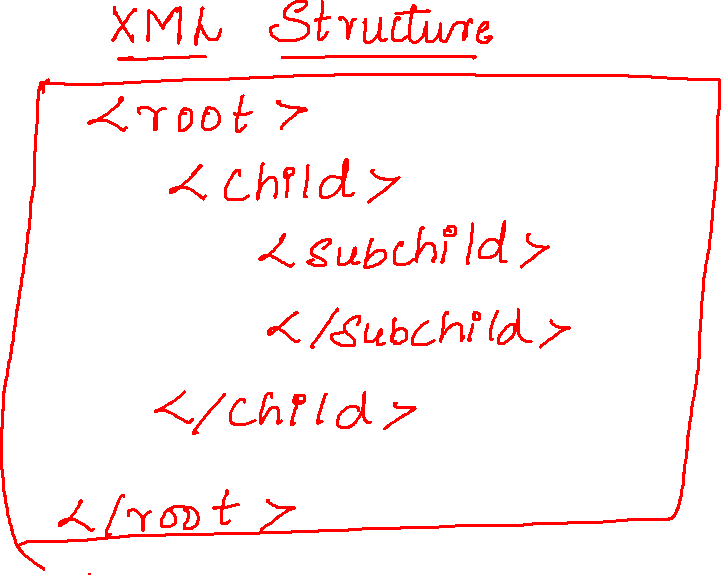 XML Structure
<root>
<child>
<subchild>
</subchild>
</child>
</root>